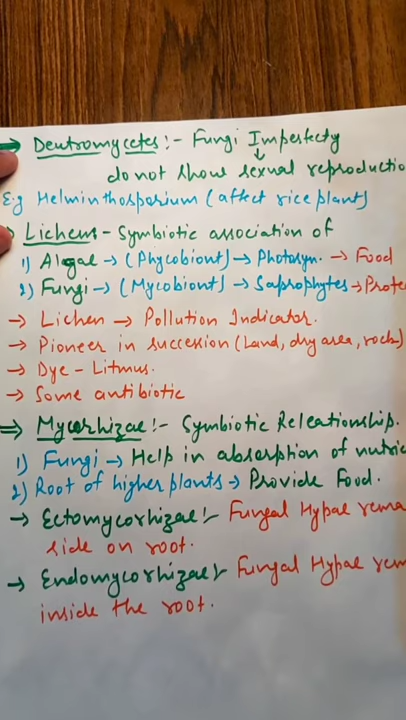 ⇒ Deutromycetes:- Fungi Imperfecty
↓
do not show sexual reproductio
E.g Helminthosporium (affect rice plant)
→ Lichens - Symbiotic association of
1) Algae → (Phycobiont) → Photosyn. → Food
2) Fungi → (Mycobiont) → Saprophytes → Prote
→ Lichen → Pollution Indicator.
→ Pioneer in succession (Land, dry area, rock)
→ Dye - Litmus.
→ Some antibiotic
⇒ Mycorhizae:- Symbiotic Releationship.
1) Fungi → Help in absorption of nutric
2) Root of higher plants → Provide Food.
→ Ectomycorhizae:- Fungal Hypae rema
side on root.
→ Endomycorhizae:- Fungal Hypae rem
inside the root.